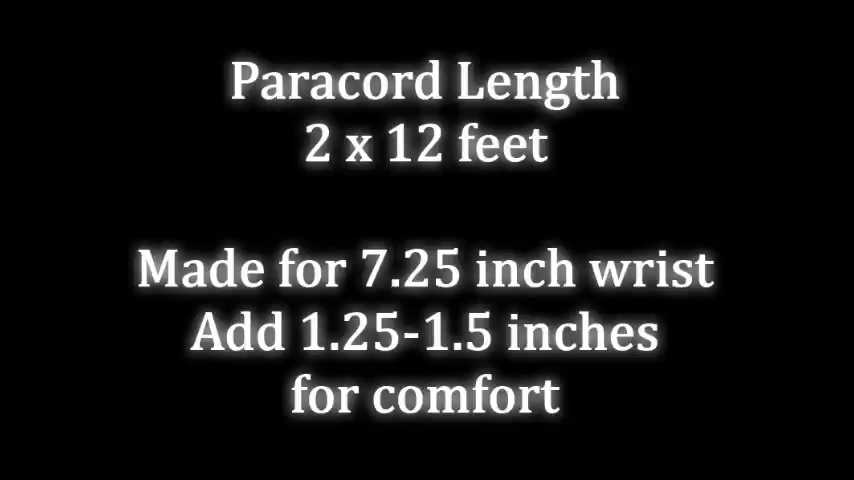 Paracord Length
2 x 12 feet
Made for 7.25 inch wrist
Add 1.25-1.5 inches
for comfort